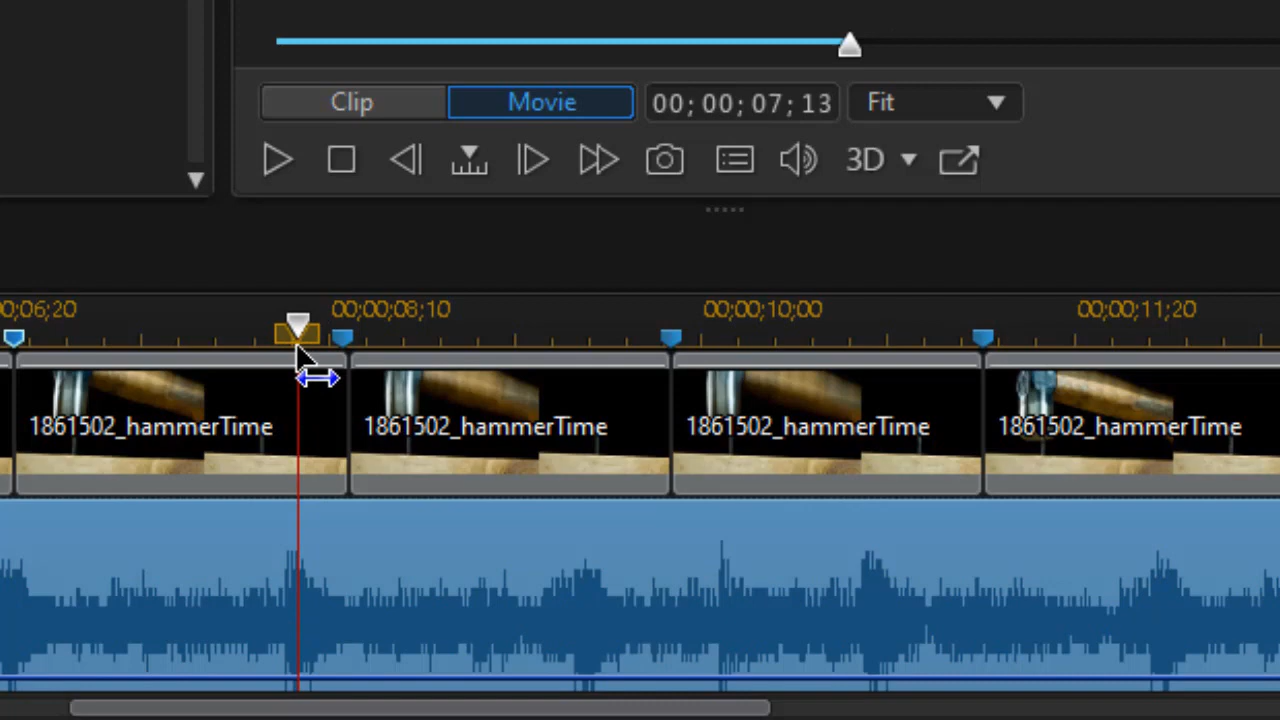 Clip Movie 00; 00; 07; 13 Fit
3D
00;06;20 00;00;08;10 00;00;10;00 00;00;11;20
1861502_hammerTime 1861502_hammerTime 1861502_hammerTime 1861502_hammerTime